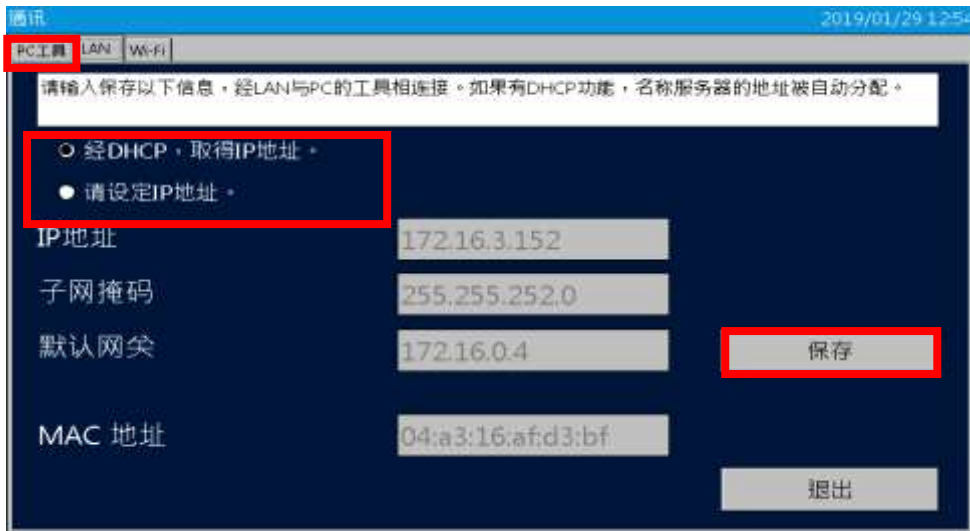 通讯 2019/01/29 12:54
PC工具 LAN Wi-Fi
请输入保存以下信息，经LAN与PC的工具相连接。如果有DHCP功能，名称服务器的地址被自动分配。
经DHCP，取得IP地址。
请设定IP地址。
IP地址 172.16.3.152
子网掩码 255.255.252.0
默认网关 172.16.0.4
保存
MAC 地址 04:a3:16:af:d3:bf
退出